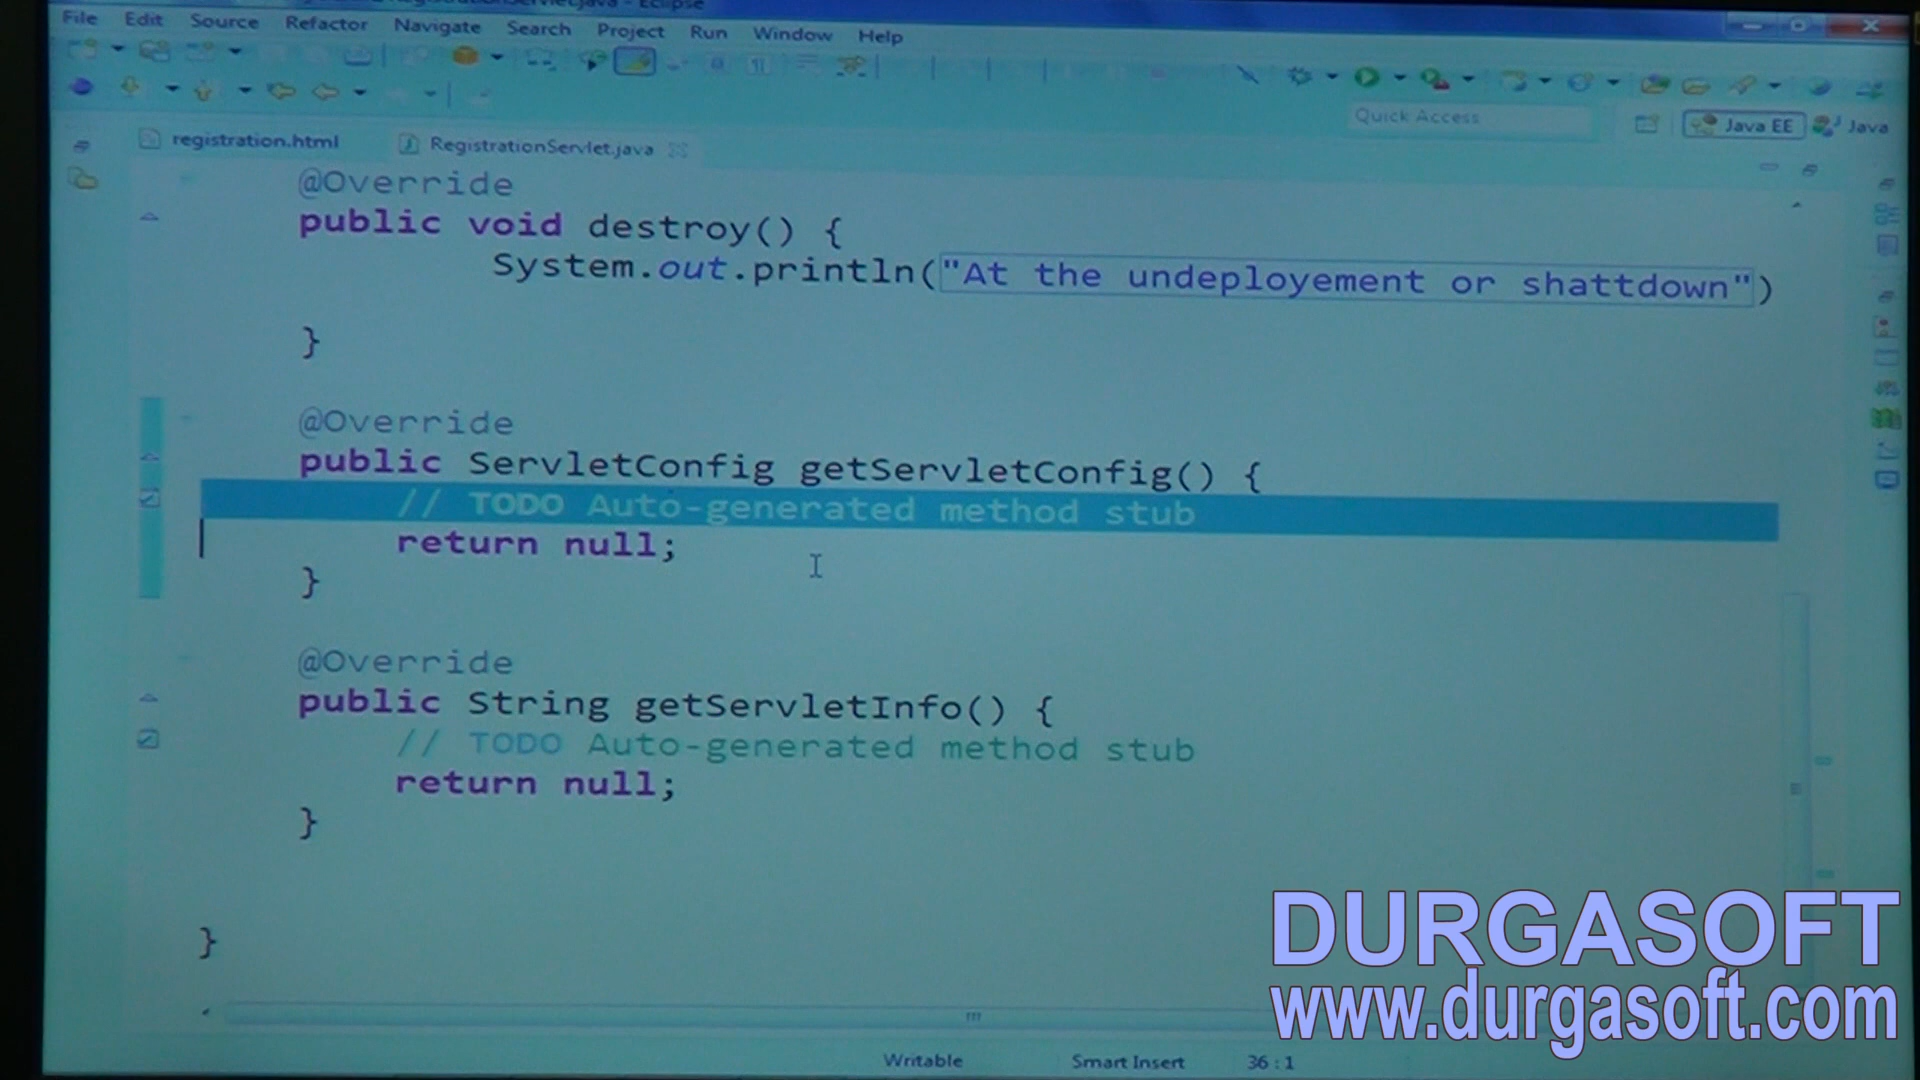 File Edit Source Refactor Navigate Search Project Run Window Help
Quick Access
Java EE
Java
registration.html
RegistrationServlet.java
@Override
public void destroy() {
System.out.println("At the undeployement or shattdown")
}
@Override
public ServletConfig getServletConfig() {
// TODO Auto-generated method stub
return null;
}
@Override
public String getServletInfo() {
// TODO Auto-generated method stub
return null;
}
}
Writable
Smart Insert
36 : 1
DURGASOFT
www.durgasoft.com